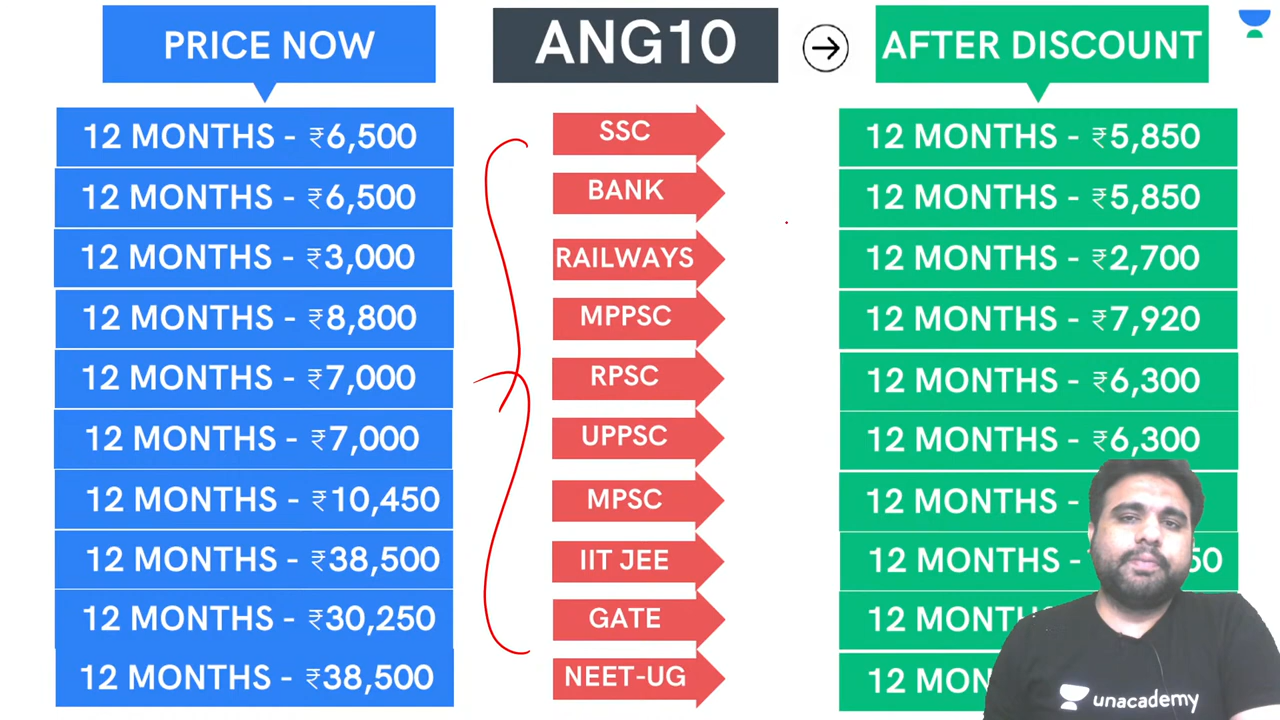 PRICE NOW
ANG10
AFTER DISCOUNT
12 MONTHS - ₹6,500
SSC
12 MONTHS - ₹5,850
12 MONTHS - ₹6,500
BANK
12 MONTHS - ₹5,850
12 MONTHS - ₹3,000
RAILWAYS
12 MONTHS - ₹2,700
12 MONTHS - ₹8,800
MPPSC
12 MONTHS - ₹7,920
12 MONTHS - ₹7,000
RPSC
12 MONTHS - ₹6,300
12 MONTHS - ₹7,000
UPPSC
12 MONTHS - ₹6,300
12 MONTHS - ₹10,450
MPSC
12 MONTHS -
12 MONTHS - ₹38,500
IIT JEE
12 MONTHS - 50
12 MONTHS - ₹30,250
GATE
12
12 MONTHS - ₹38,500
NEET-UG
12
unacademy